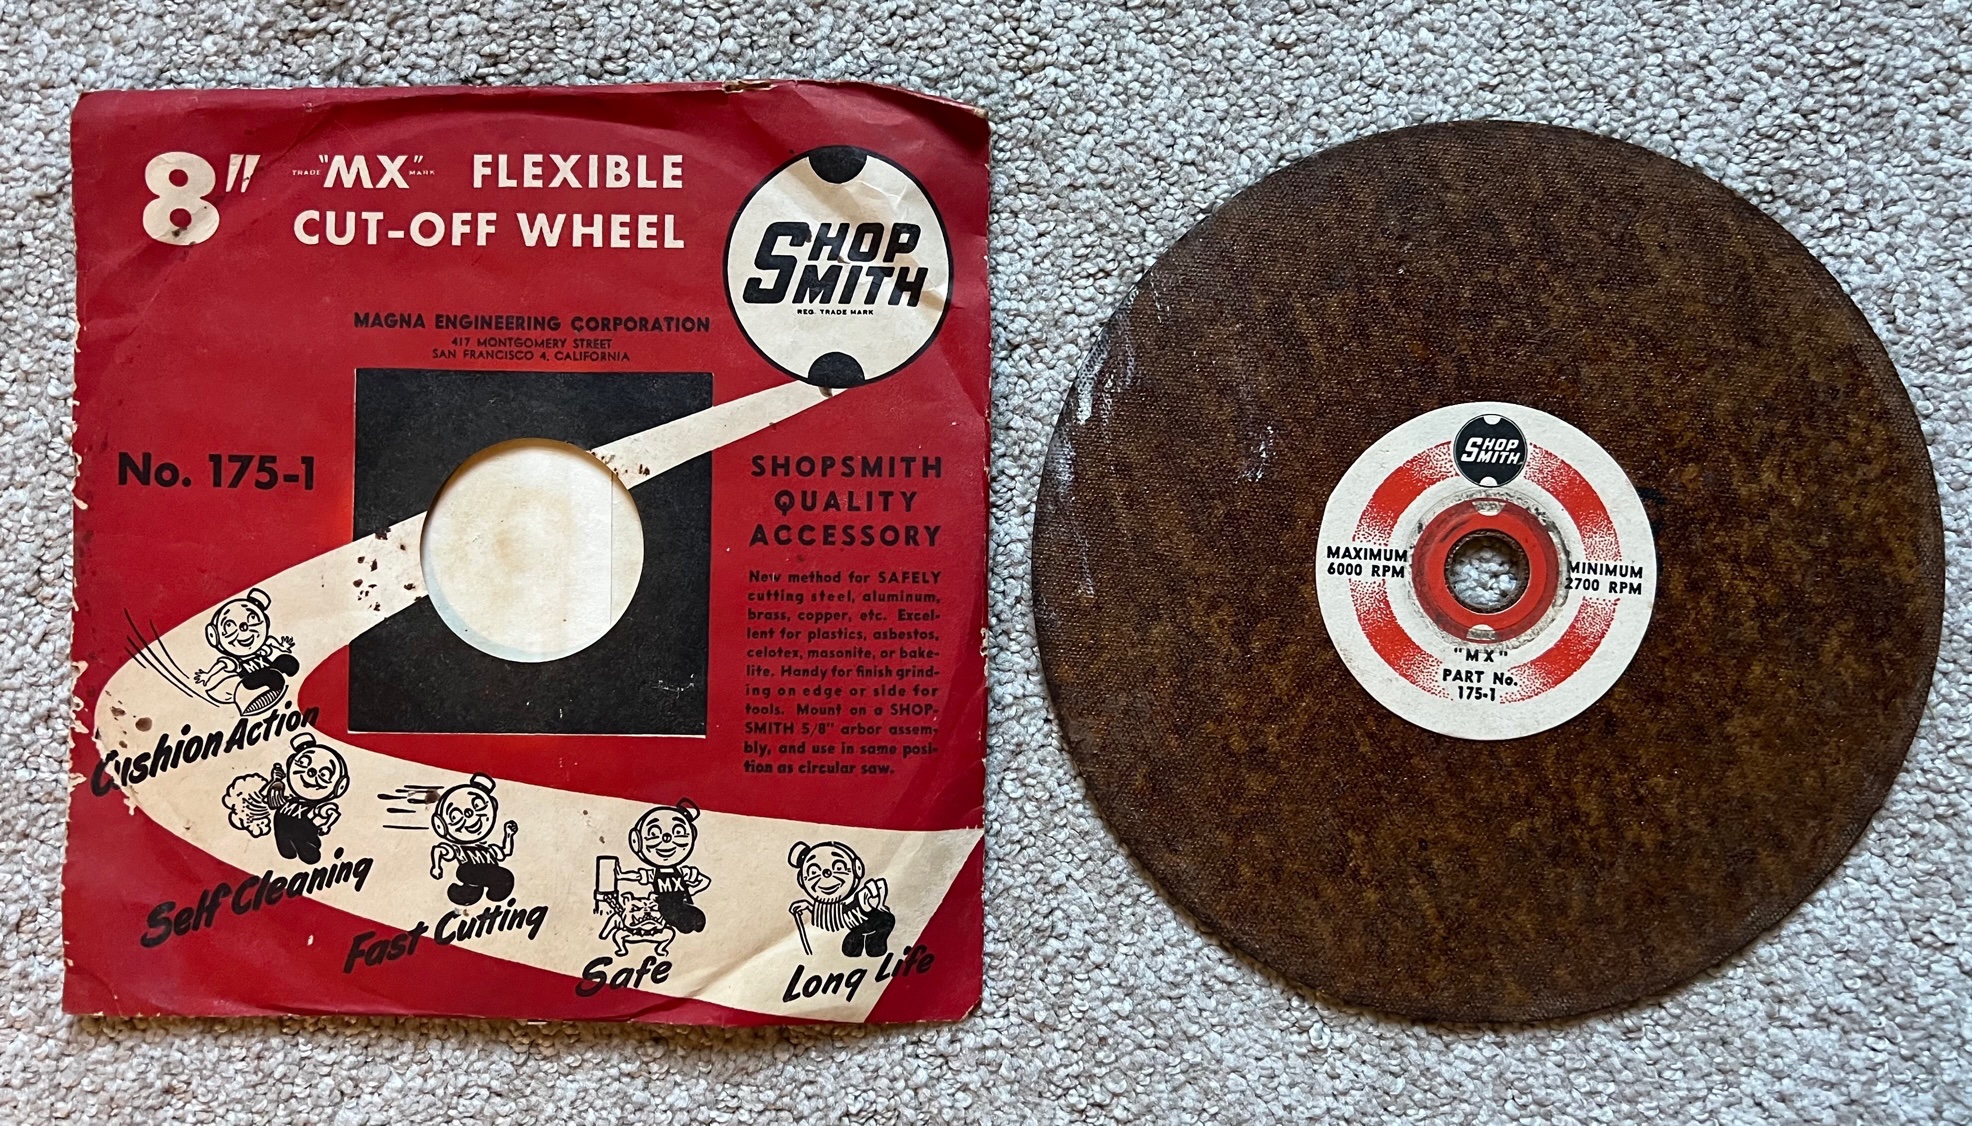 8" TRADE "MX" MARK FLEXIBLE
CUT-OFF WHEEL
SHOP
SMITH
REG. TRADE MARK
MAGNA ENGINEERING CORPORATION
417 MONTGOMERY STREET
SAN FRANCISCO 4, CALIFORNIA
No. 175-1
SHOPSMITH
QUALITY
ACCESSORY
New method for SAFELY
cutting steel, aluminum,
brass, copper, etc. Excel-
lent for plastics, asbestos,
celotex, masonite, or bake-
lite. Handy for finish grind-
ing on edge or side for
tools. Mount on a SHOP-
SMITH 5/8" arbor assem-
bly, and use in same posi-
tion as circular saw.
MX
Cushion Action
MX
Self Cleaning
MX
Fast Cutting
MX
Safe
MX
Long Life
SHOP
SMITH
MAXIMUM
6000 RPM
MINIMUM
2700 RPM
"MX"
PART No.
175-1